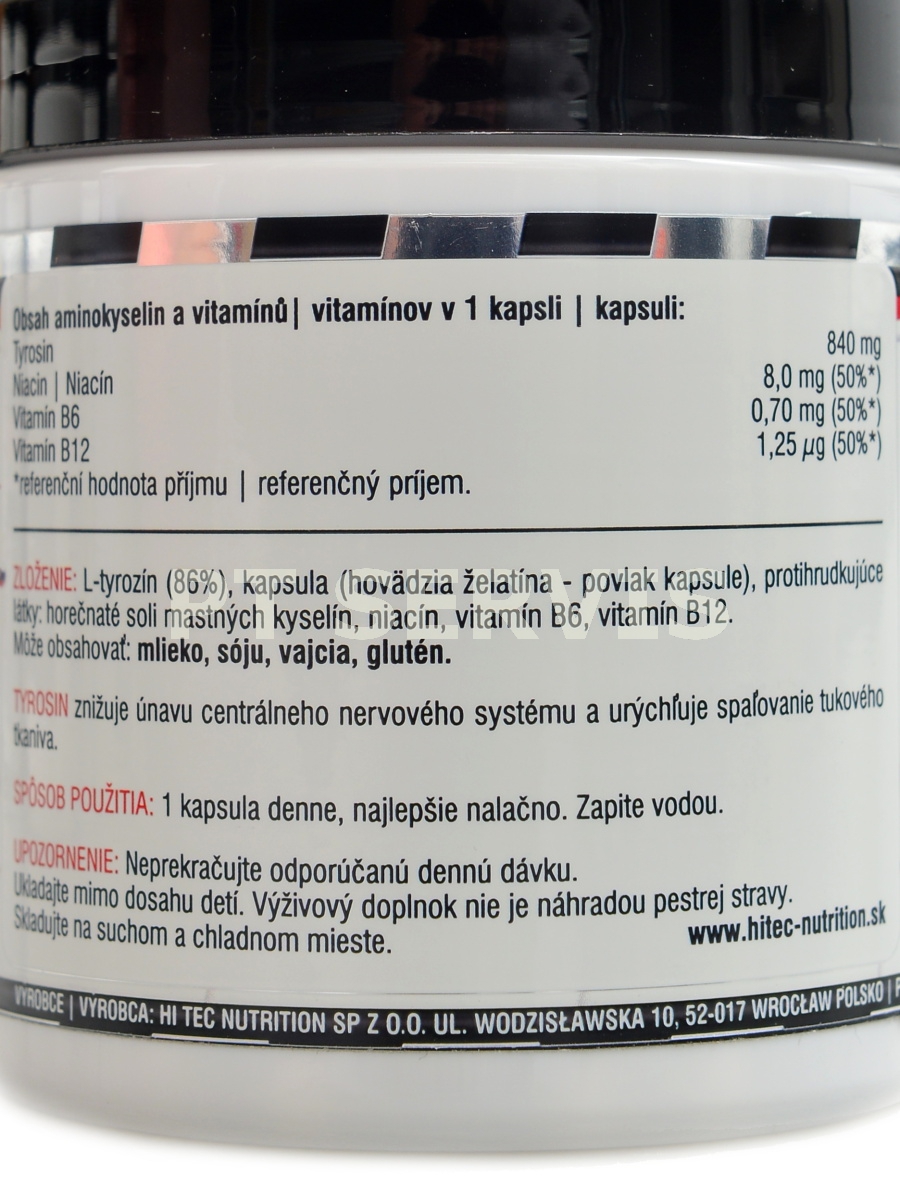 Obsah aminokyselin a vitamínů | vitamínov v 1 kapsli | kapsuli:
Tyrosin 840 mg
Niacin | Niacín 8,0 mg (50%*)
Vitamín B6 0,70 mg (50%*)
Vitamín B12 1,25 µg (50%*)
*referenční hodnota příjmu | referenčný príjem.
ZLOŽENIE: L-tyrozín (86%), kapsula (hovädzia želatína - povlak kapsule), protihrudkujúce
látky: horečnaté soli mastných kyselín, niacín, vitamín B6, vitamín B12.
Môže obsahovať: mlieko, sóju, vajcia, glutén.
PT SERVIS
TYROSIN znižuje únavu centrálneho nervového systému a urýchľuje spaľovanie tukového
tkaniva.
SPÔSOB POUŽITIA: 1 kapsula denne, najlepšie nalačno. Zapite vodou.
UPOZORNENIE: Neprekračujte odporúčanú dennú dávku.
Ukladajte mimo dosahu detí. Výživový doplnok nie je náhradou pestrej stravy.
Skladujte na suchom a chladnom mieste.
www.hitec-nutrition.sk
VYROBCE | VYROBCA: HI TEC NUTRITION SP Z O.O. UL. WODZISŁAWSKA 10, 52-017 WROCŁAW POLSKO |